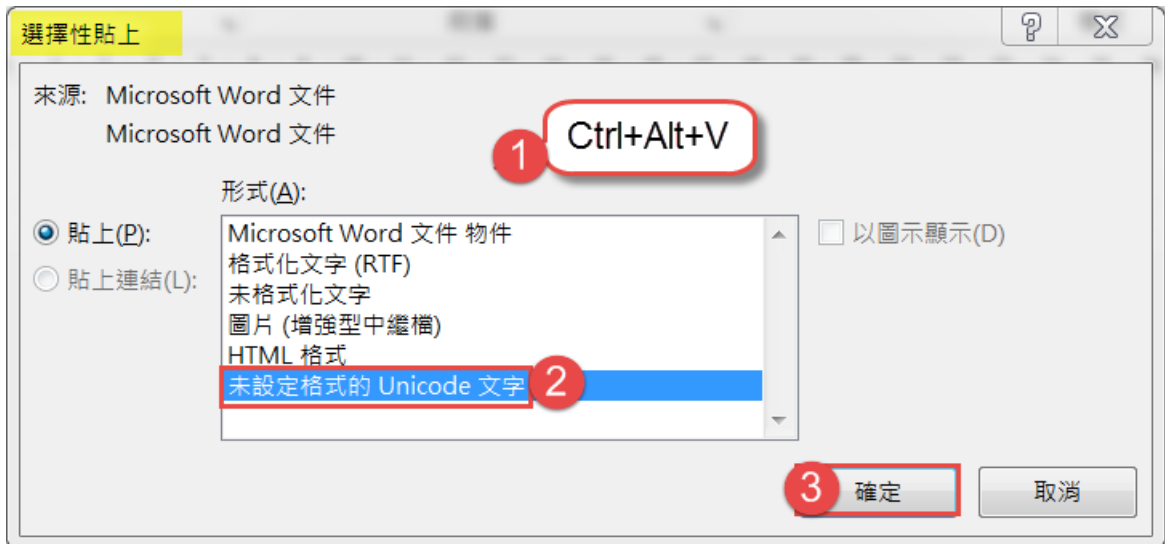 選擇性貼上
來源: Microsoft Word 文件
Microsoft Word 文件
1 Ctrl+Alt+V
形式(A):
貼上(P):
貼上連結(L):
Microsoft Word 文件 物件
格式化文字 (RTF)
未格式化文字
圖片 (增強型中繼檔)
HTML 格式
未設定格式的 Unicode 文字 2
以圖示顯示(D)
3 確定
取消